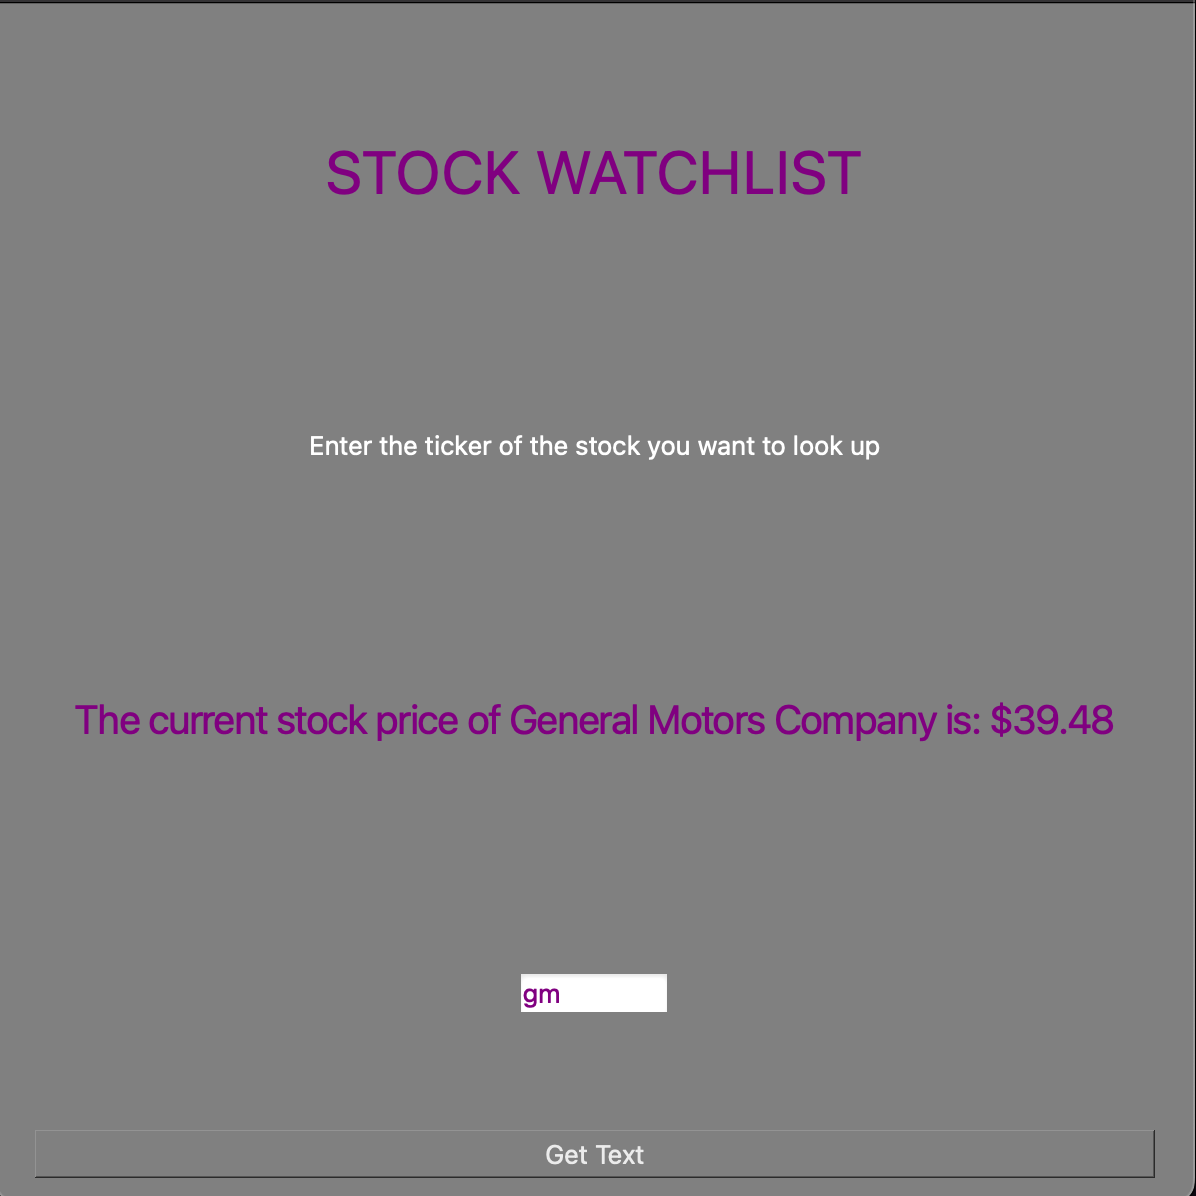 STOCK WATCHLIST
Enter the ticker of the stock you want to look up
The current stock price of General Motors Company is: $39.48
gm
Get Text